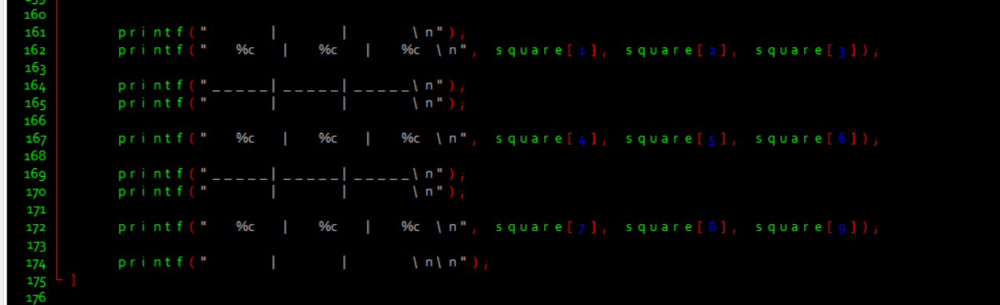 159
160
161 printf("     |     |     \n");
162 printf("  %c  |  %c  |  %c \n", square[1], square[2], square[3]);
163
164 printf("_____|_____|_____\n");
165 printf("     |     |     \n");
166
167 printf("  %c  |  %c  |  %c \n", square[4], square[5], square[6]);
168
169 printf("_____|_____|_____\n");
170 printf("     |     |     \n");
171
172 printf("  %c  |  %c  |  %c \n", square[7], square[8], square[9]);
173
174 printf("     |     |     \n\n");
175 }
176